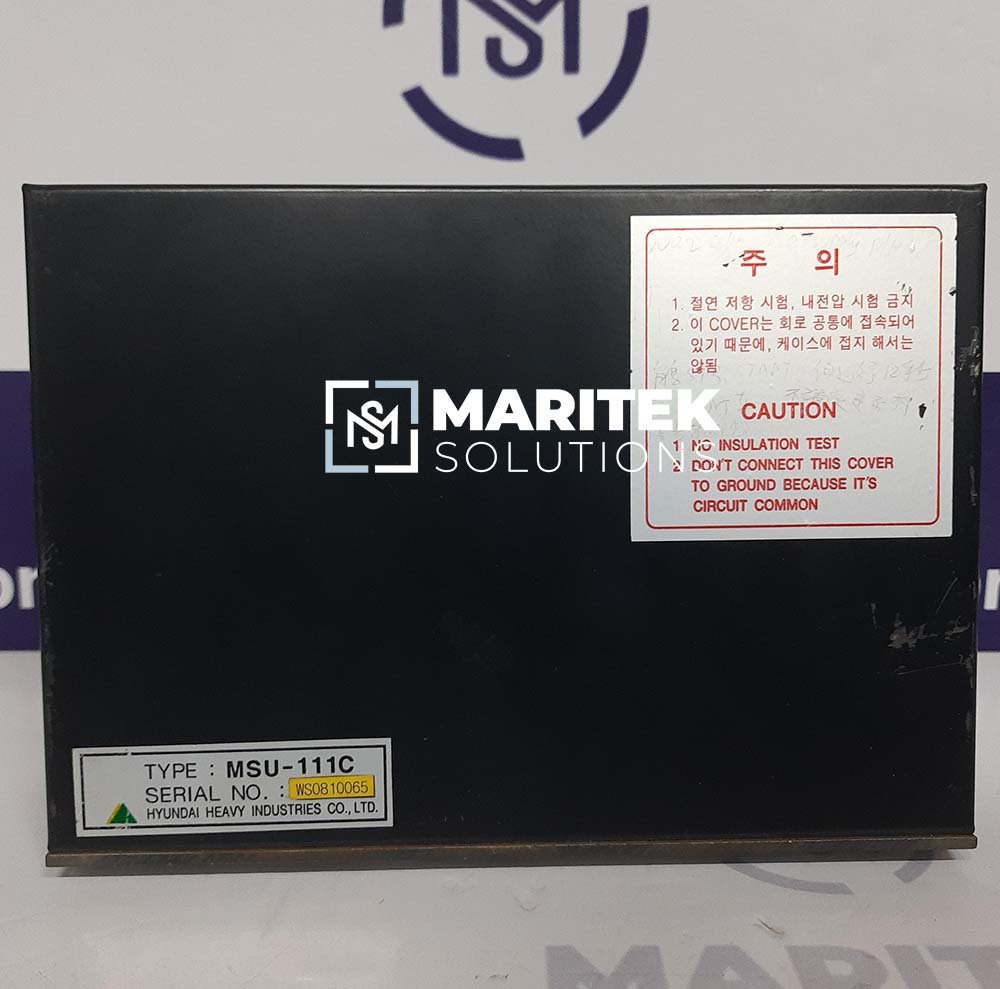 주 의
1. 절연 저항 시험, 내전압 시험 금지
2. 이 COVER는 회로 공통에 접속되어
있기 때문에, 케이스에 접지 해서는
않됨
MARITEK
SOLUTIONS
CAUTION
1. NO INSULATION TEST
2. DON'T CONNECT THIS COVER
TO GROUND BECAUSE IT'S
CIRCUIT COMMON
TYPE : MSU-111C
SERIAL NO. : WS0810065
HYUNDAI HEAVY INDUSTRIES CO., LTD.